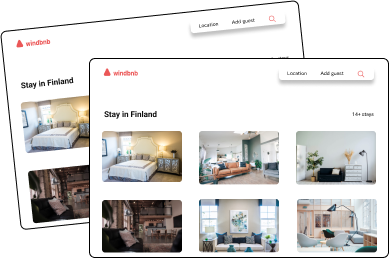 Location Add guest
windbnb
Stay in Finland
Location Add guest
windbnb
Stay in Finland
14+ stays